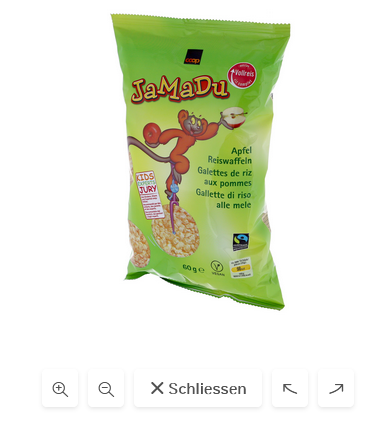 coop
Vollreis
JaMaDu
Apfel
Reiswaffeln
Galettes de riz
aux pommes
Gallette di riso
alle mele
KIDS
JURY
60 g e
VEGAN
Schliessen